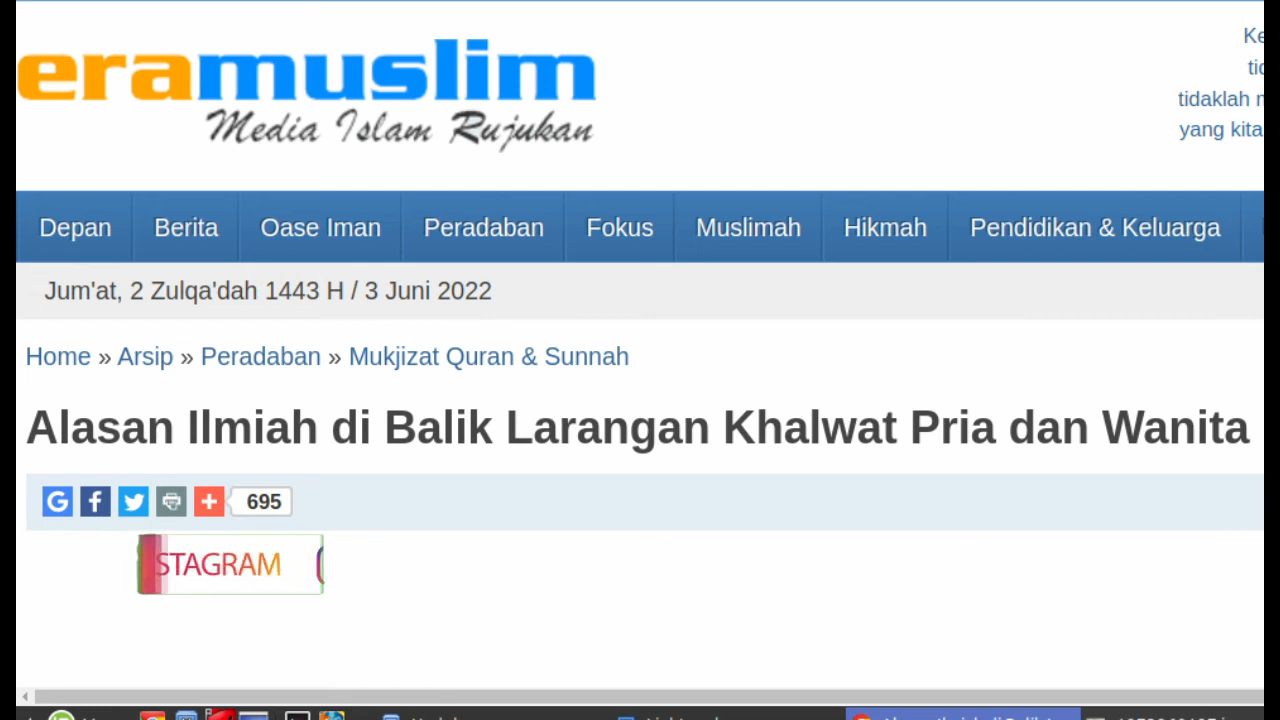 eramuslim
Media Islam Rujukan
tidaklah
yang kita
Depan Berita Oase Iman Peradaban Fokus Muslimah Hikmah Pendidikan & Keluarga
Jum'at, 2 Zulqa'dah 1443 H / 3 Juni 2022
Home » Arsip » Peradaban » Mukjizat Quran & Sunnah
Alasan Ilmiah di Balik Larangan Khalwat Pria dan Wanita
695
STAGRAM